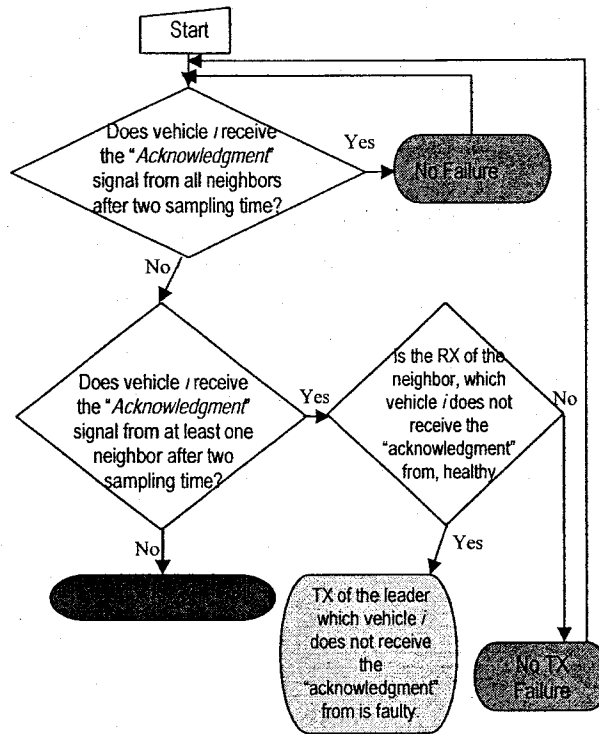 Start
Does vehicle i receive
the "Acknowledgment"
signal from all neighbors
after two sampling time?
Yes
No Failure
No
Does vehicle i receive
the "Acknowledgment"
signal from at least one
neighbor after two
sampling time?
Yes
Is the RX of the
neighbor, which
vehicle i does not
receive the
"acknowledgment"
from, healthy
No
No
Yes
TX of the leader
which vehicle i
does not receive
the
"acknowledgment"
from is faulty.
No TX
Failure